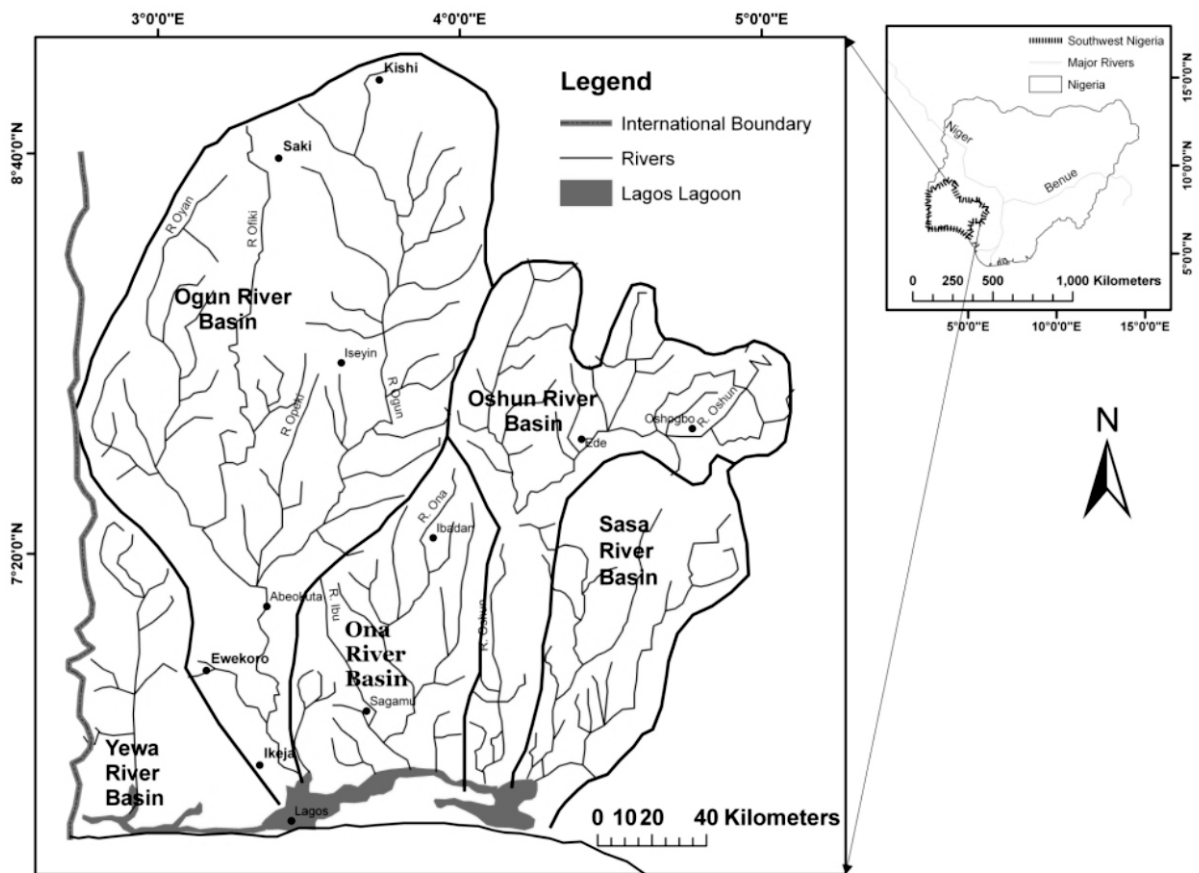 3°0'0"E
4°0'0"E
5°0'0"E
8°40'0"N
7°20'0"N
Kishi
Saki
R Oyan
R Ofiki
Ogun River
Basin
Iseyin
R Opeki
R Ogun
Oshun River
Basin
Oshogbo
R. Oshun
Ede
R. Ona
Ibadan
Sasa
River
Basin
Abeokuta
R. Ibu
Ona
River
Basin
R. Oshun
Ewekoro
Sagamu
Ikeja
Yewa
River
Basin
Lagos
Legend
International Boundary
Rivers
Lagos Lagoon
0 10 20 40 Kilometers
Southwest Nigeria
Major Rivers
Nigeria
Niger
Benue
0 250 500 1,000 Kilometers
15°0'0"N
10°0'0"N
5°0'0"N
5°0'0"E
10°0'0"E
15°0'0"E
N